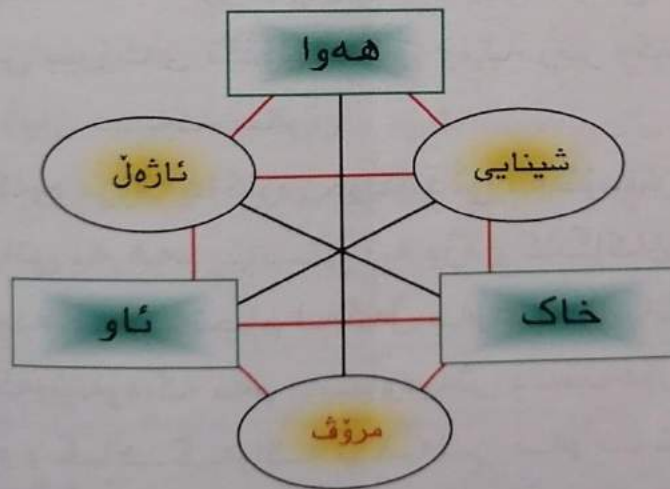 هەوا
شینایی
ئاژەڵ
خاک
ئاو
مرۆڤ